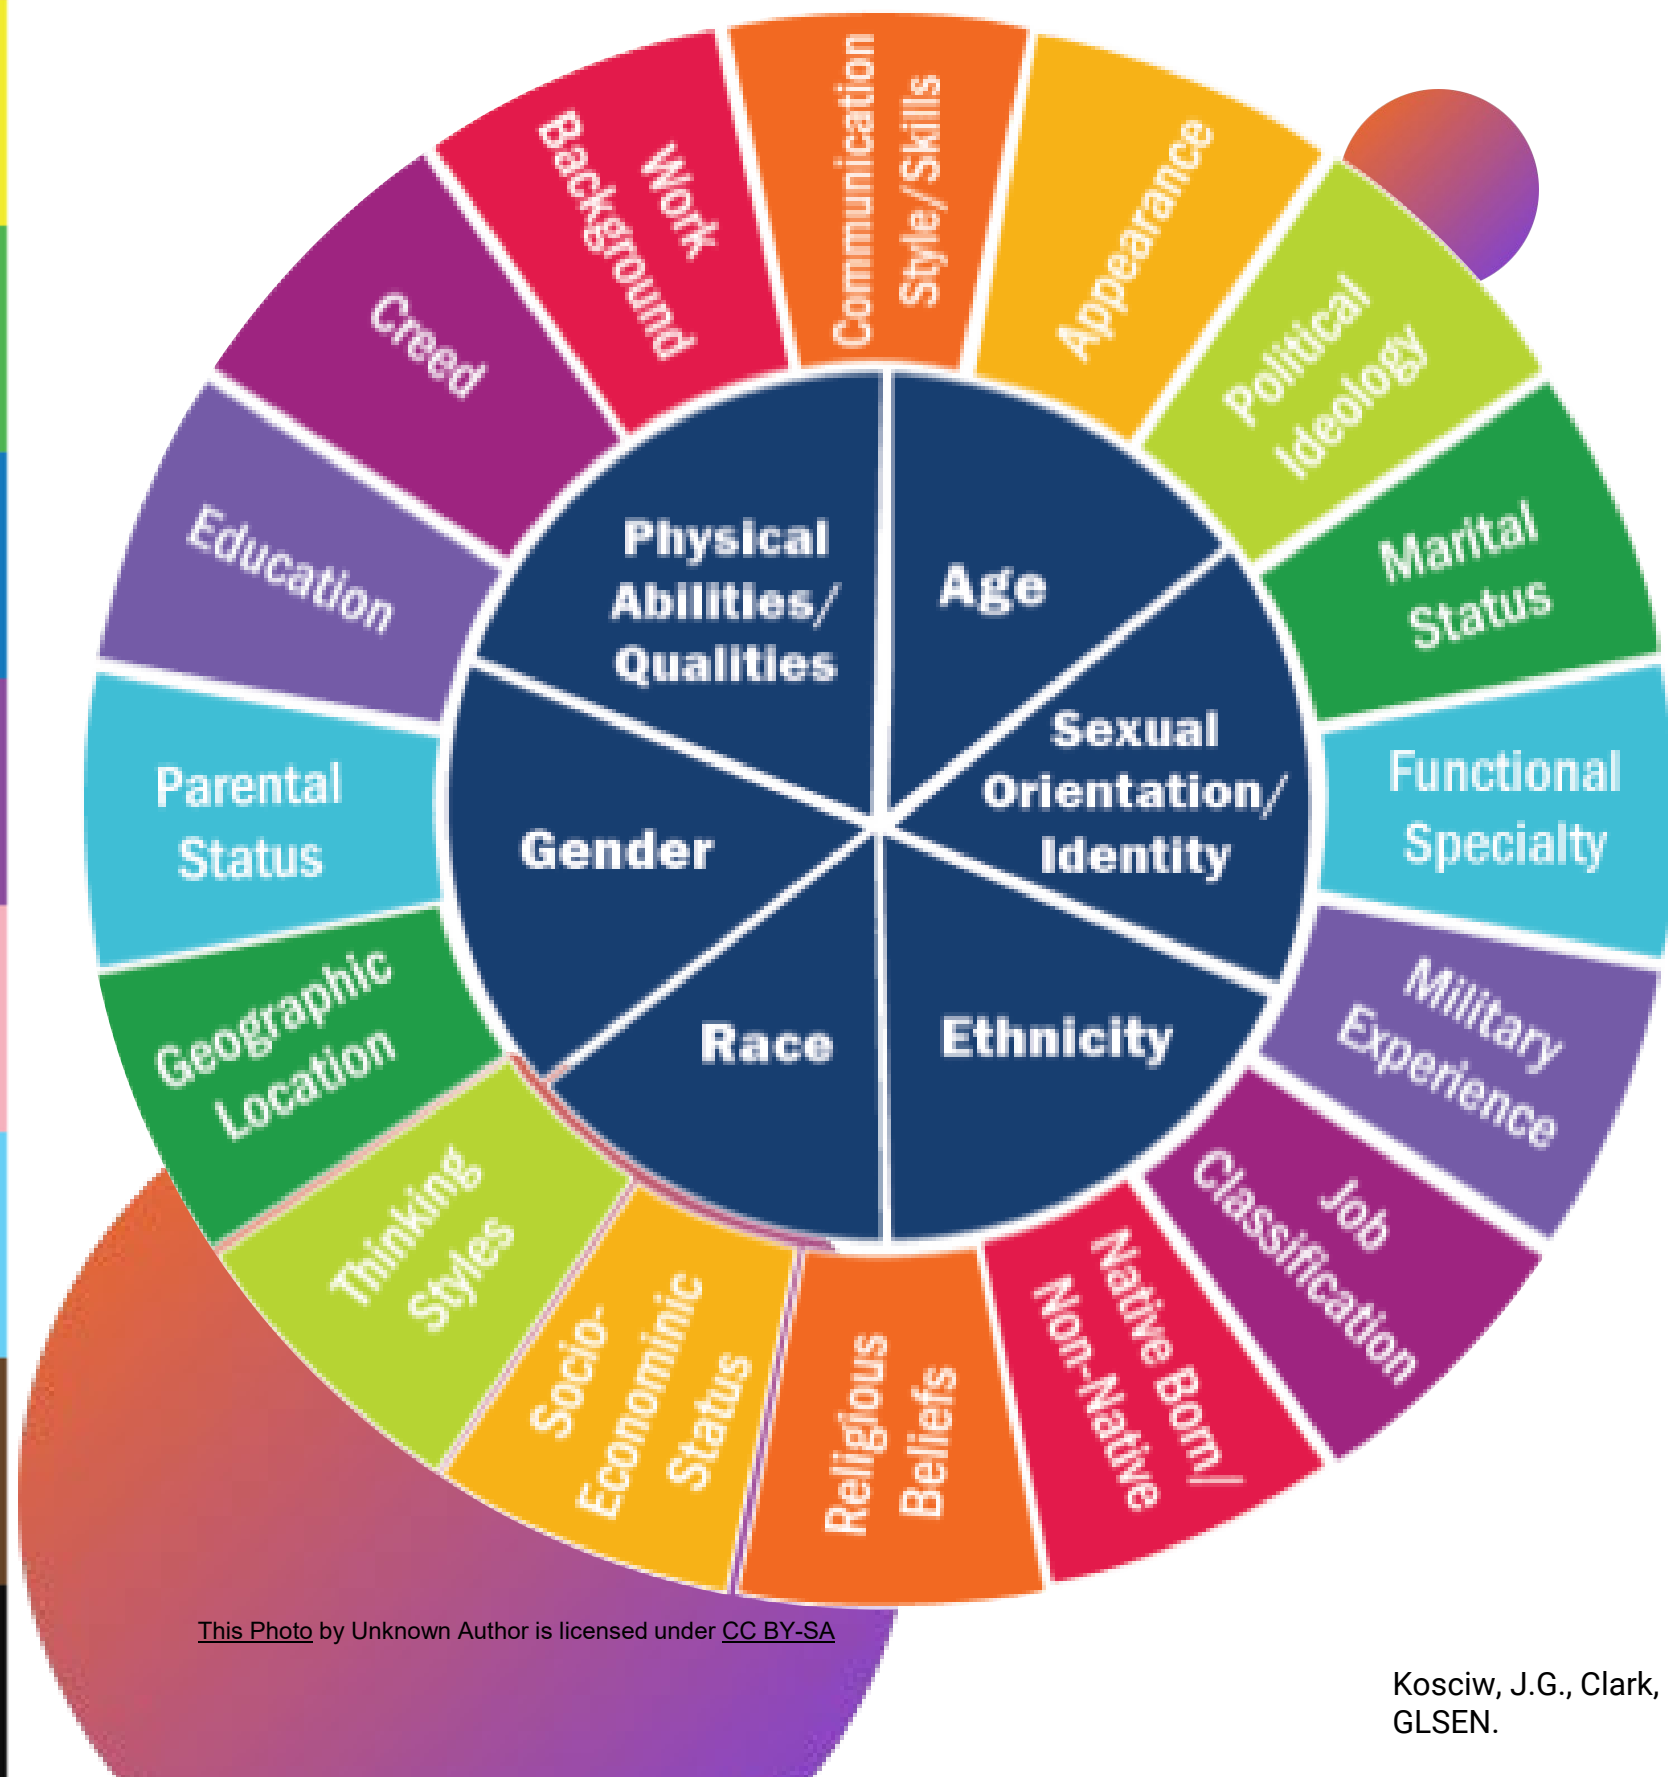 Communication
Style/Skills
Appearance
Political
Ideology
Marital
Status
Functional
Specialty
Military
Experience
Job
Classification
Native Born/
Non-Native
Religious
Beliefs
Socio-
Econominic
Status
Thinking
Styles
Geographic
Location
Parental
Status
Education
Creed
Work
Background
Physical
Abilities/
Qualities
Age
Sexual
Orientation/
Identity
Ethnicity
Race
Gender
This Photo by Unknown Author is licensed under CC BY-SA
Kosciw, J.G., Clark,
GLSEN.